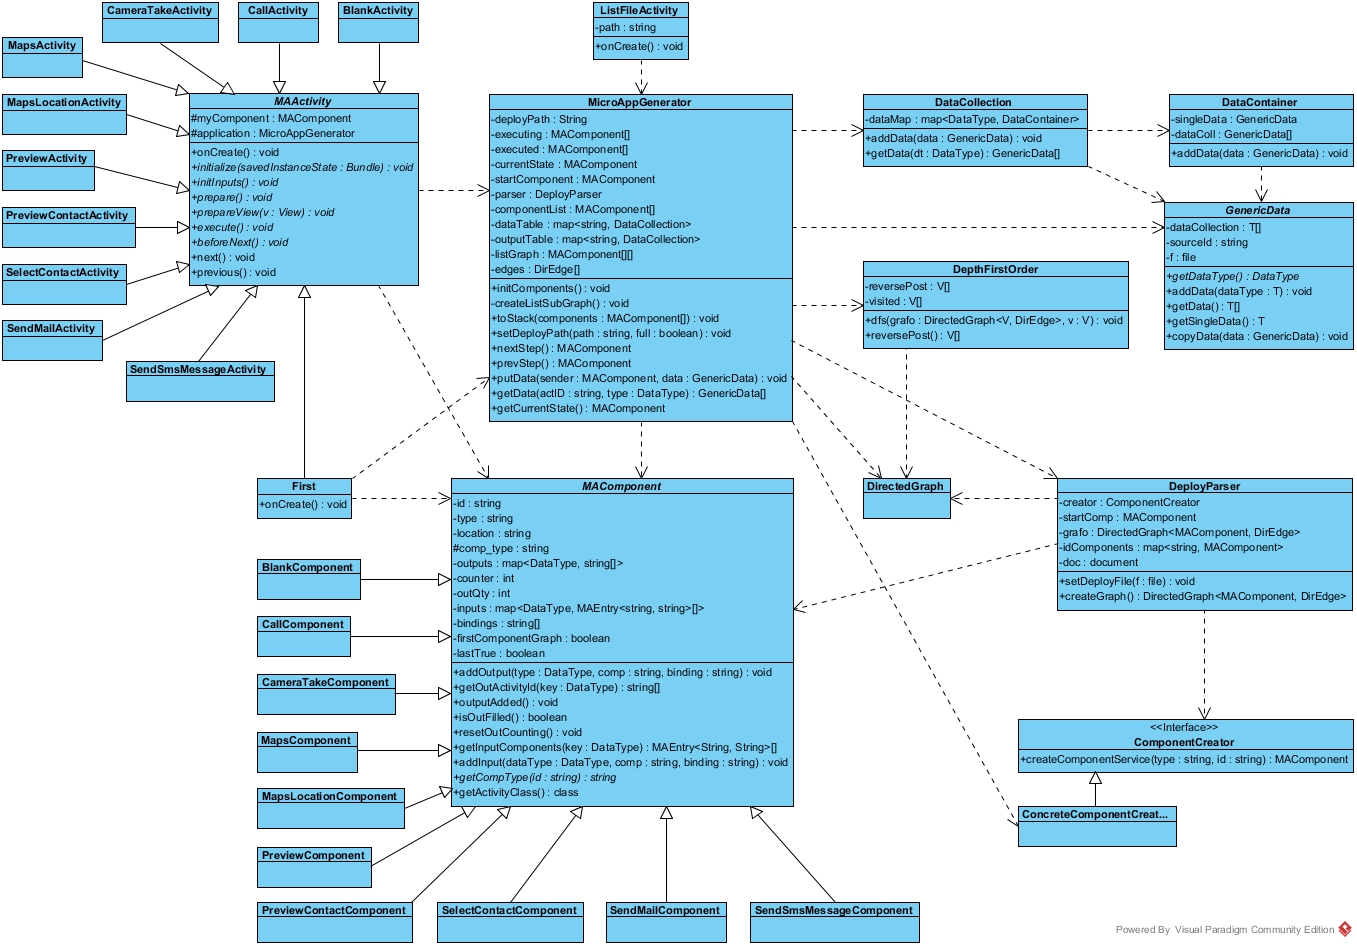 CameraTakeActivity
CallActivity
BlankActivity
ListFileActivity
-path : string
+onCreate() : void
MapsActivity
MapsLocationActivity
PreviewActivity
PreviewContactActivity
SelectContactActivity
SendMailActivity
SendSmsMessageActivity
MAActivity
#myComponent : MAComponent
#application : MicroAppGenerator
+onCreate() : void
+initialize(savedInstanceState : Bundle) : void
+initInputs() : void
+prepare() : void
+prepareView(v : View) : void
+execute() : void
+beforeNext() : void
+next() : void
+previous() : void
MicroAppGenerator
-deployPath : String
-executing : MAComponent[]
-executed : MAComponent[]
-currentState : MAComponent
-startComponent : MAComponent
-parser : DeployParser
-componentList : MAComponent[]
-dataTable : map<string, DataCollection>
-outputTable : map<string, DataCollection>
-listGraph : MAComponent[][]
-edges : DirEdge[]
+initComponents() : void
-createListSubGraph() : void
+toStack(components : MAComponent[]) : void
+setDeployPath(path : string, full : boolean) : void
+nextStep() : MAComponent
+prevStep() : MAComponent
+putData(sender : MAComponent, data : GenericData) : void
+getData(actID : string, type : DataType) : GenericData[]
+getCurrentState() : MAComponent
DataCollection
-dataMap : map<DataType, DataContainer>
+addData(data : GenericData) : void
+getData(dt : DataType) : GenericData[]
DataContainer
-singleData : GenericData
-dataColl : GenericData[]
+addData(data : GenericData) : void
GenericData
-dataCollection : T[]
-sourceId : string
-f : file
+getDataType() : DataType
+addData(dataType : T) : void
+getData() : T[]
+getSingleData() : T
+copyData(data : GenericData) : void
DepthFirstOrder
-reversePost : V[]
-visited : V[]
+dfs(grafo : DirectedGraph<V, DirEdge>, v : V) : void
+reversePost() : V[]
First
+onCreate() : void
MAComponent
-id : string
-type : string
-location : string
#comp_type : string
-outputs : map<DataType, string[]>
-counter : int
-outQty : int
-inputs : map<DataType, MAEntry<string, string>[]>
-bindings : string[]
-firstComponentGraph : boolean
-lastTrue : boolean
+addOutput(type : DataType, comp : string, binding : string) : void
+getOutActivityId(key : DataType) : string[]
+outputAdded() : void
+isOutFilled() : boolean
+resetOutCounting() : void
+getInputComponents(key : DataType) : MAEntry<String, String>[]
+addInput(dataType : DataType, comp : string, binding : string) : void
+getCompType(id : string) : string
+getActivityClass() : class
DirectedGraph
DeployParser
-creator : ComponentCreator
-startComp : MAComponent
-grafo : DirectedGraph<MAComponent, DirEdge>
-idComponents : map<string, MAComponent>
-doc : document
+setDeployFile(f : file) : void
+createGraph() : DirectedGraph<MAComponent, DirEdge>
BlankComponent
CallComponent
CameraTakeComponent
MapsComponent
MapsLocationComponent
PreviewComponent
PreviewContactComponent
SelectContactComponent
SendMailComponent
SendSmsMessageComponent
<<Interface>>
ComponentCreator
+createComponentService(type : string, id : string) : MAComponent
ConcreteComponentCreat...
Powered By Visual Paradigm Community Edition